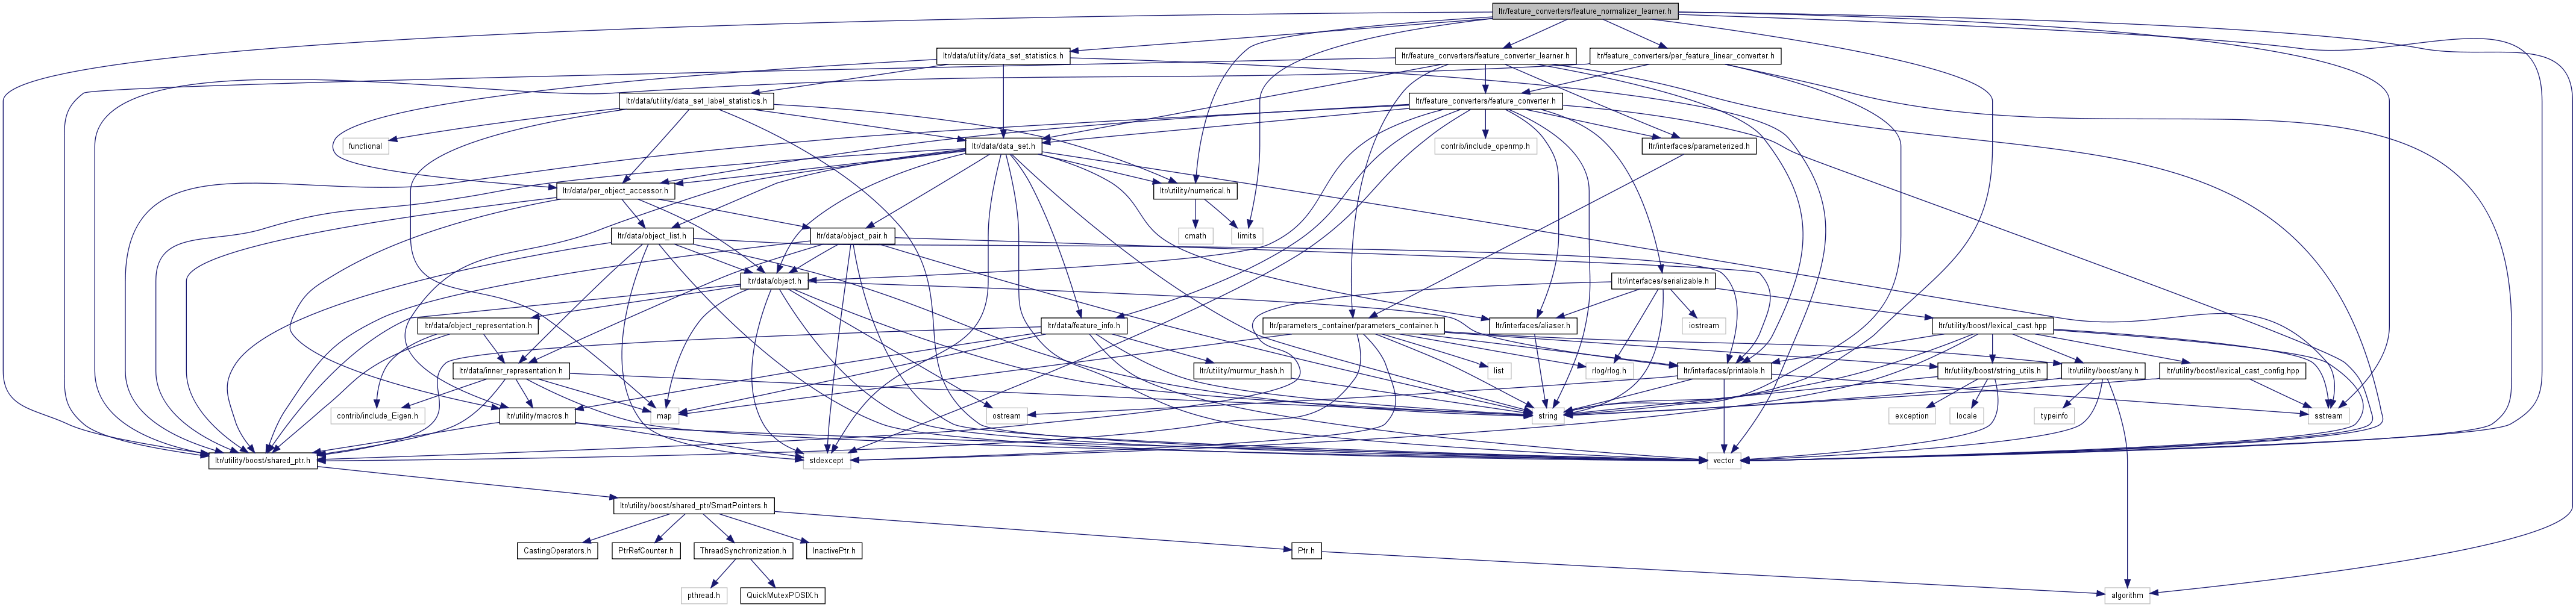 ltr/feature_converters/feature_normalizer_learner.h
ltr/data/utility/data_set_statistics.h
ltr/feature_converters/feature_converter_learner.h
ltr/feature_converters/per_feature_linear_converter.h
ltr/data/utility/data_set_label_statistics.h
ltr/feature_converters/feature_converter.h
functional
ltr/data/data_set.h
contrib/include_openmp.h
ltr/interfaces/parameterized.h
ltr/data/per_object_accessor.h
ltr/utility/numerical.h
ltr/data/object_list.h
ltr/data/object_pair.h
cmath
limits
ltr/data/object.h
ltr/interfaces/serializable.h
ltr/data/object_representation.h
ltr/data/feature_info.h
ltr/parameters_container/parameters_container.h
ltr/interfaces/aliaser.h
iostream
ltr/utility/boost/lexical_cast.hpp
ltr/data/inner_representation.h
ltr/utility/murmur_hash.h
list
rlog/rlog.h
ltr/interfaces/printable.h
ltr/utility/boost/string_utils.h
ltr/utility/boost/any.h
ltr/utility/boost/lexical_cast_config.hpp
contrib/include_Eigen.h
ltr/utility/macros.h
map
ostream
string
exception
locale
typeinfo
sstream
ltr/utility/boost/shared_ptr.h
stdexcept
vector
ltr/utility/boost/shared_ptr/SmartPointers.h
CastingOperators.h
PtrRefCounter.h
ThreadSynchronization.h
InactivePtr.h
Ptr.h
pthread.h
QuickMutexPOSIX.h
algorithm